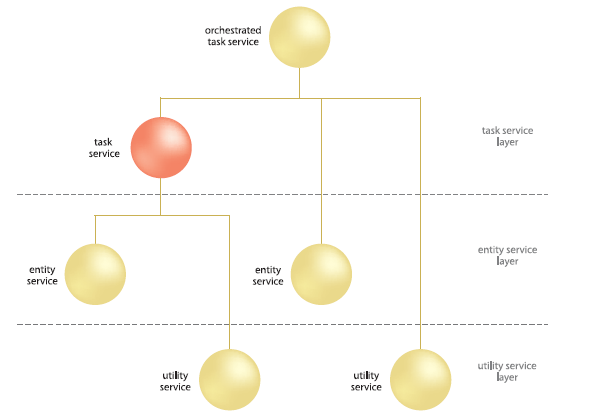 orchestrated
task service
task
service
task service
layer
entity
service
entity
service
entity service
layer
utility
service
utility
service
utility service
layer